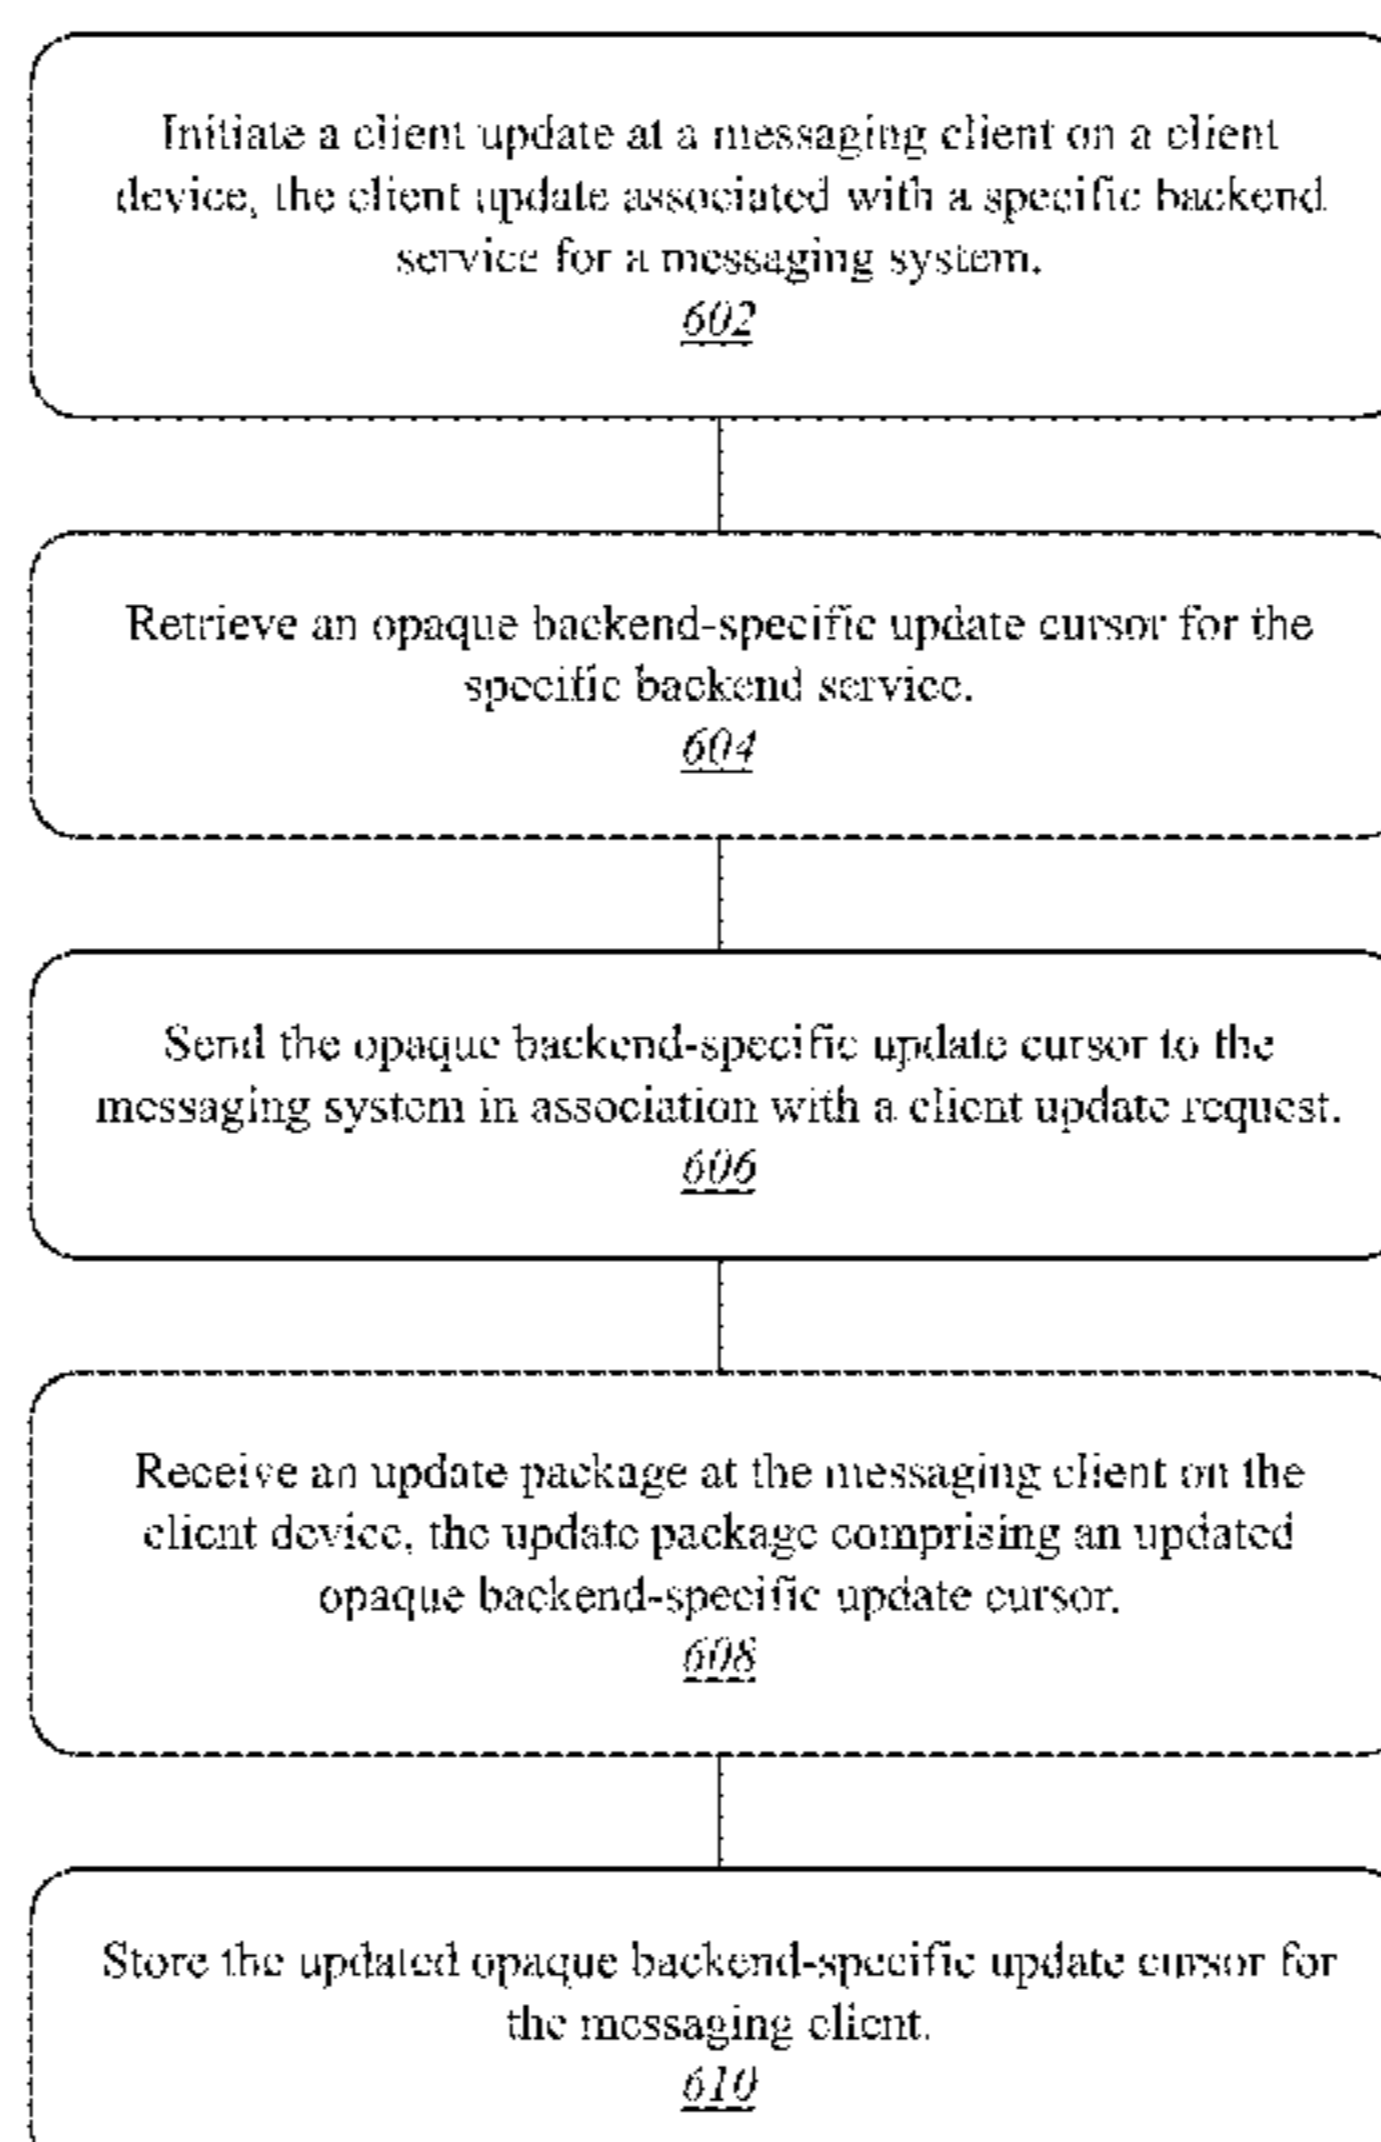 Initiate a client update at a messaging client on a client
device, the client update associated with a specific backend
service for a messaging system.
602
Retrieve an opaque backend-specific update cursor for the
specific backend service.
604
Send the opaque backend-specific update cursor to the
messaging system in association with a client update request.
606
Receive an update package at the messaging client on the
client device, the update package comprising an updated
opaque backend-specific update cursor.
608
Store the updated opaque backend-specific update cursor for
the messaging client.
610